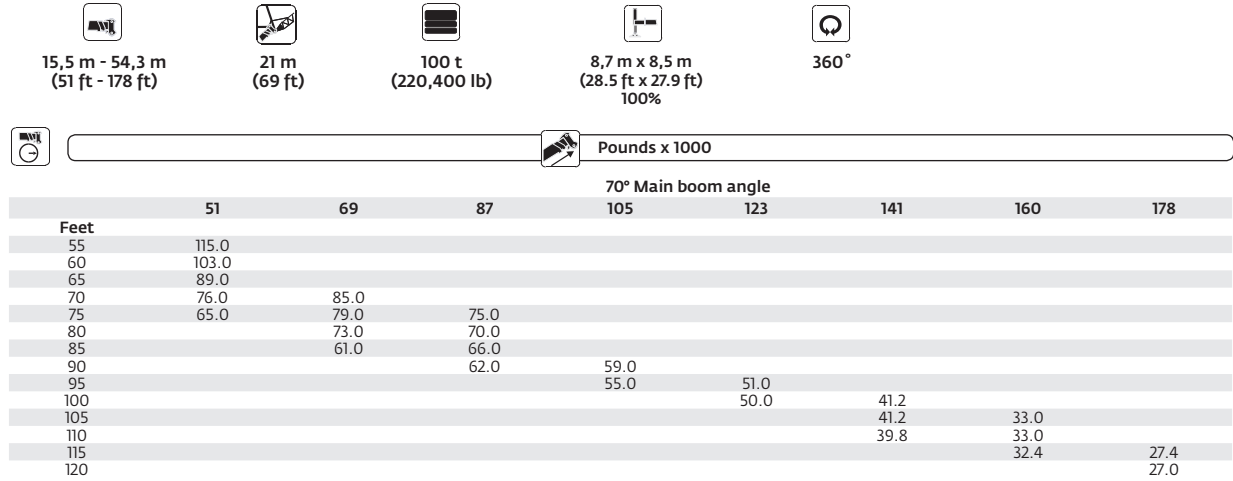 15,5 m - 54,3 m 21 m 100 t 8,7 m x 8,5 m 360°
(51 ft - 178 ft) (69 ft) (220,400 lb) (28.5 ft x 27.9 ft)
100%
Pounds x 1000
70° Main boom angle
51 69 87 105 123 141 160 178
Feet
55 115.0
60 103.0
65 89.0
70 76.0 85.0
75 65.0 79.0 75.0
80 73.0 70.0
85 61.0 66.0
90 62.0 59.0
95 55.0 51.0
100 50.0 41.2
105 41.2 33.0
110 39.8 33.0
115 32.4 27.4
120 27.0